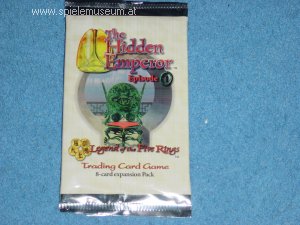 www.spielemuseum.at
The
Hidden
Emperor
Episode 1
Legend of the Five Rings
Trading Card Game
8-card expansion Pack